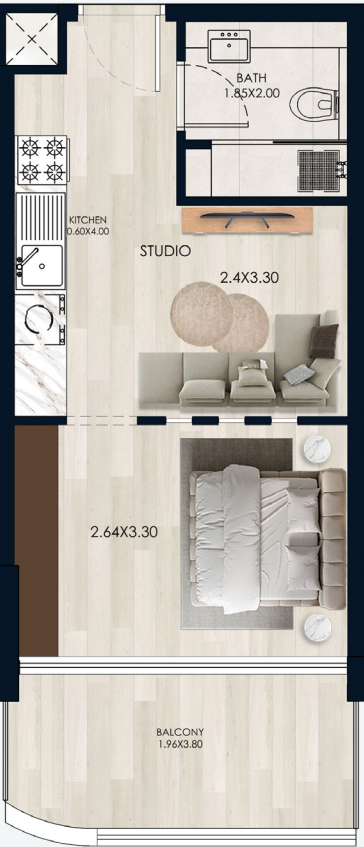 BATH
1.85X2.00
KITCHEN
0.60X4.00
STUDIO
2.4X3.30
2.64X3.30
BALCONY
1.96X3.80